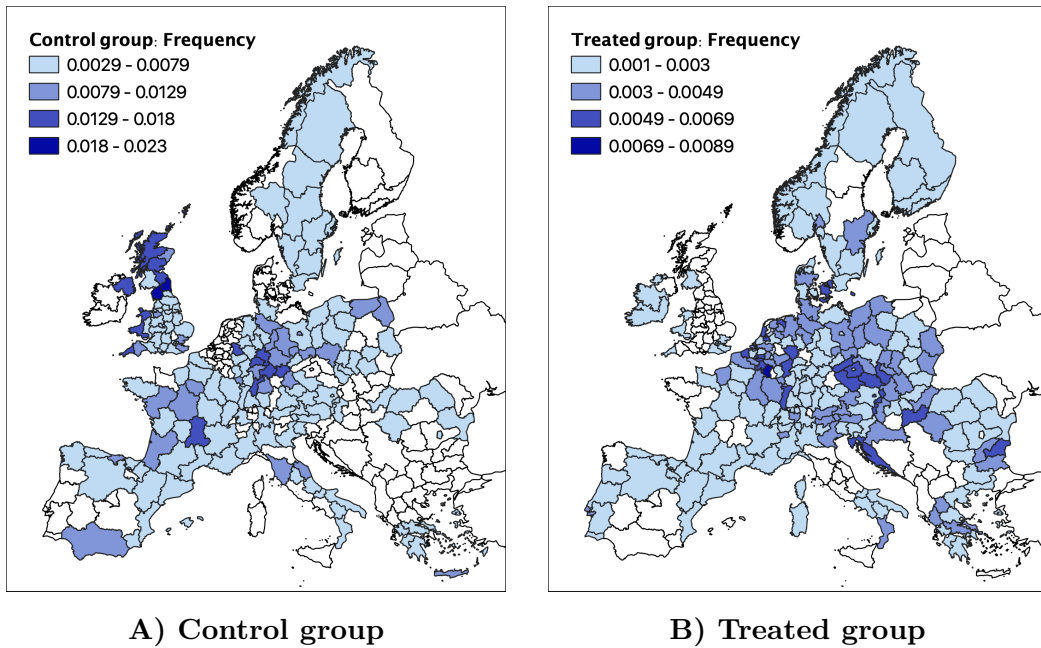 Control group: Frequency
0.0029 - 0.0079
0.0079 - 0.0129
0.0129 - 0.018
0.018 - 0.023
Treated group: Frequency
0.001 - 0.003
0.003 - 0.0049
0.0049 - 0.0069
0.0069 - 0.0089
A) Control group
B) Treated group